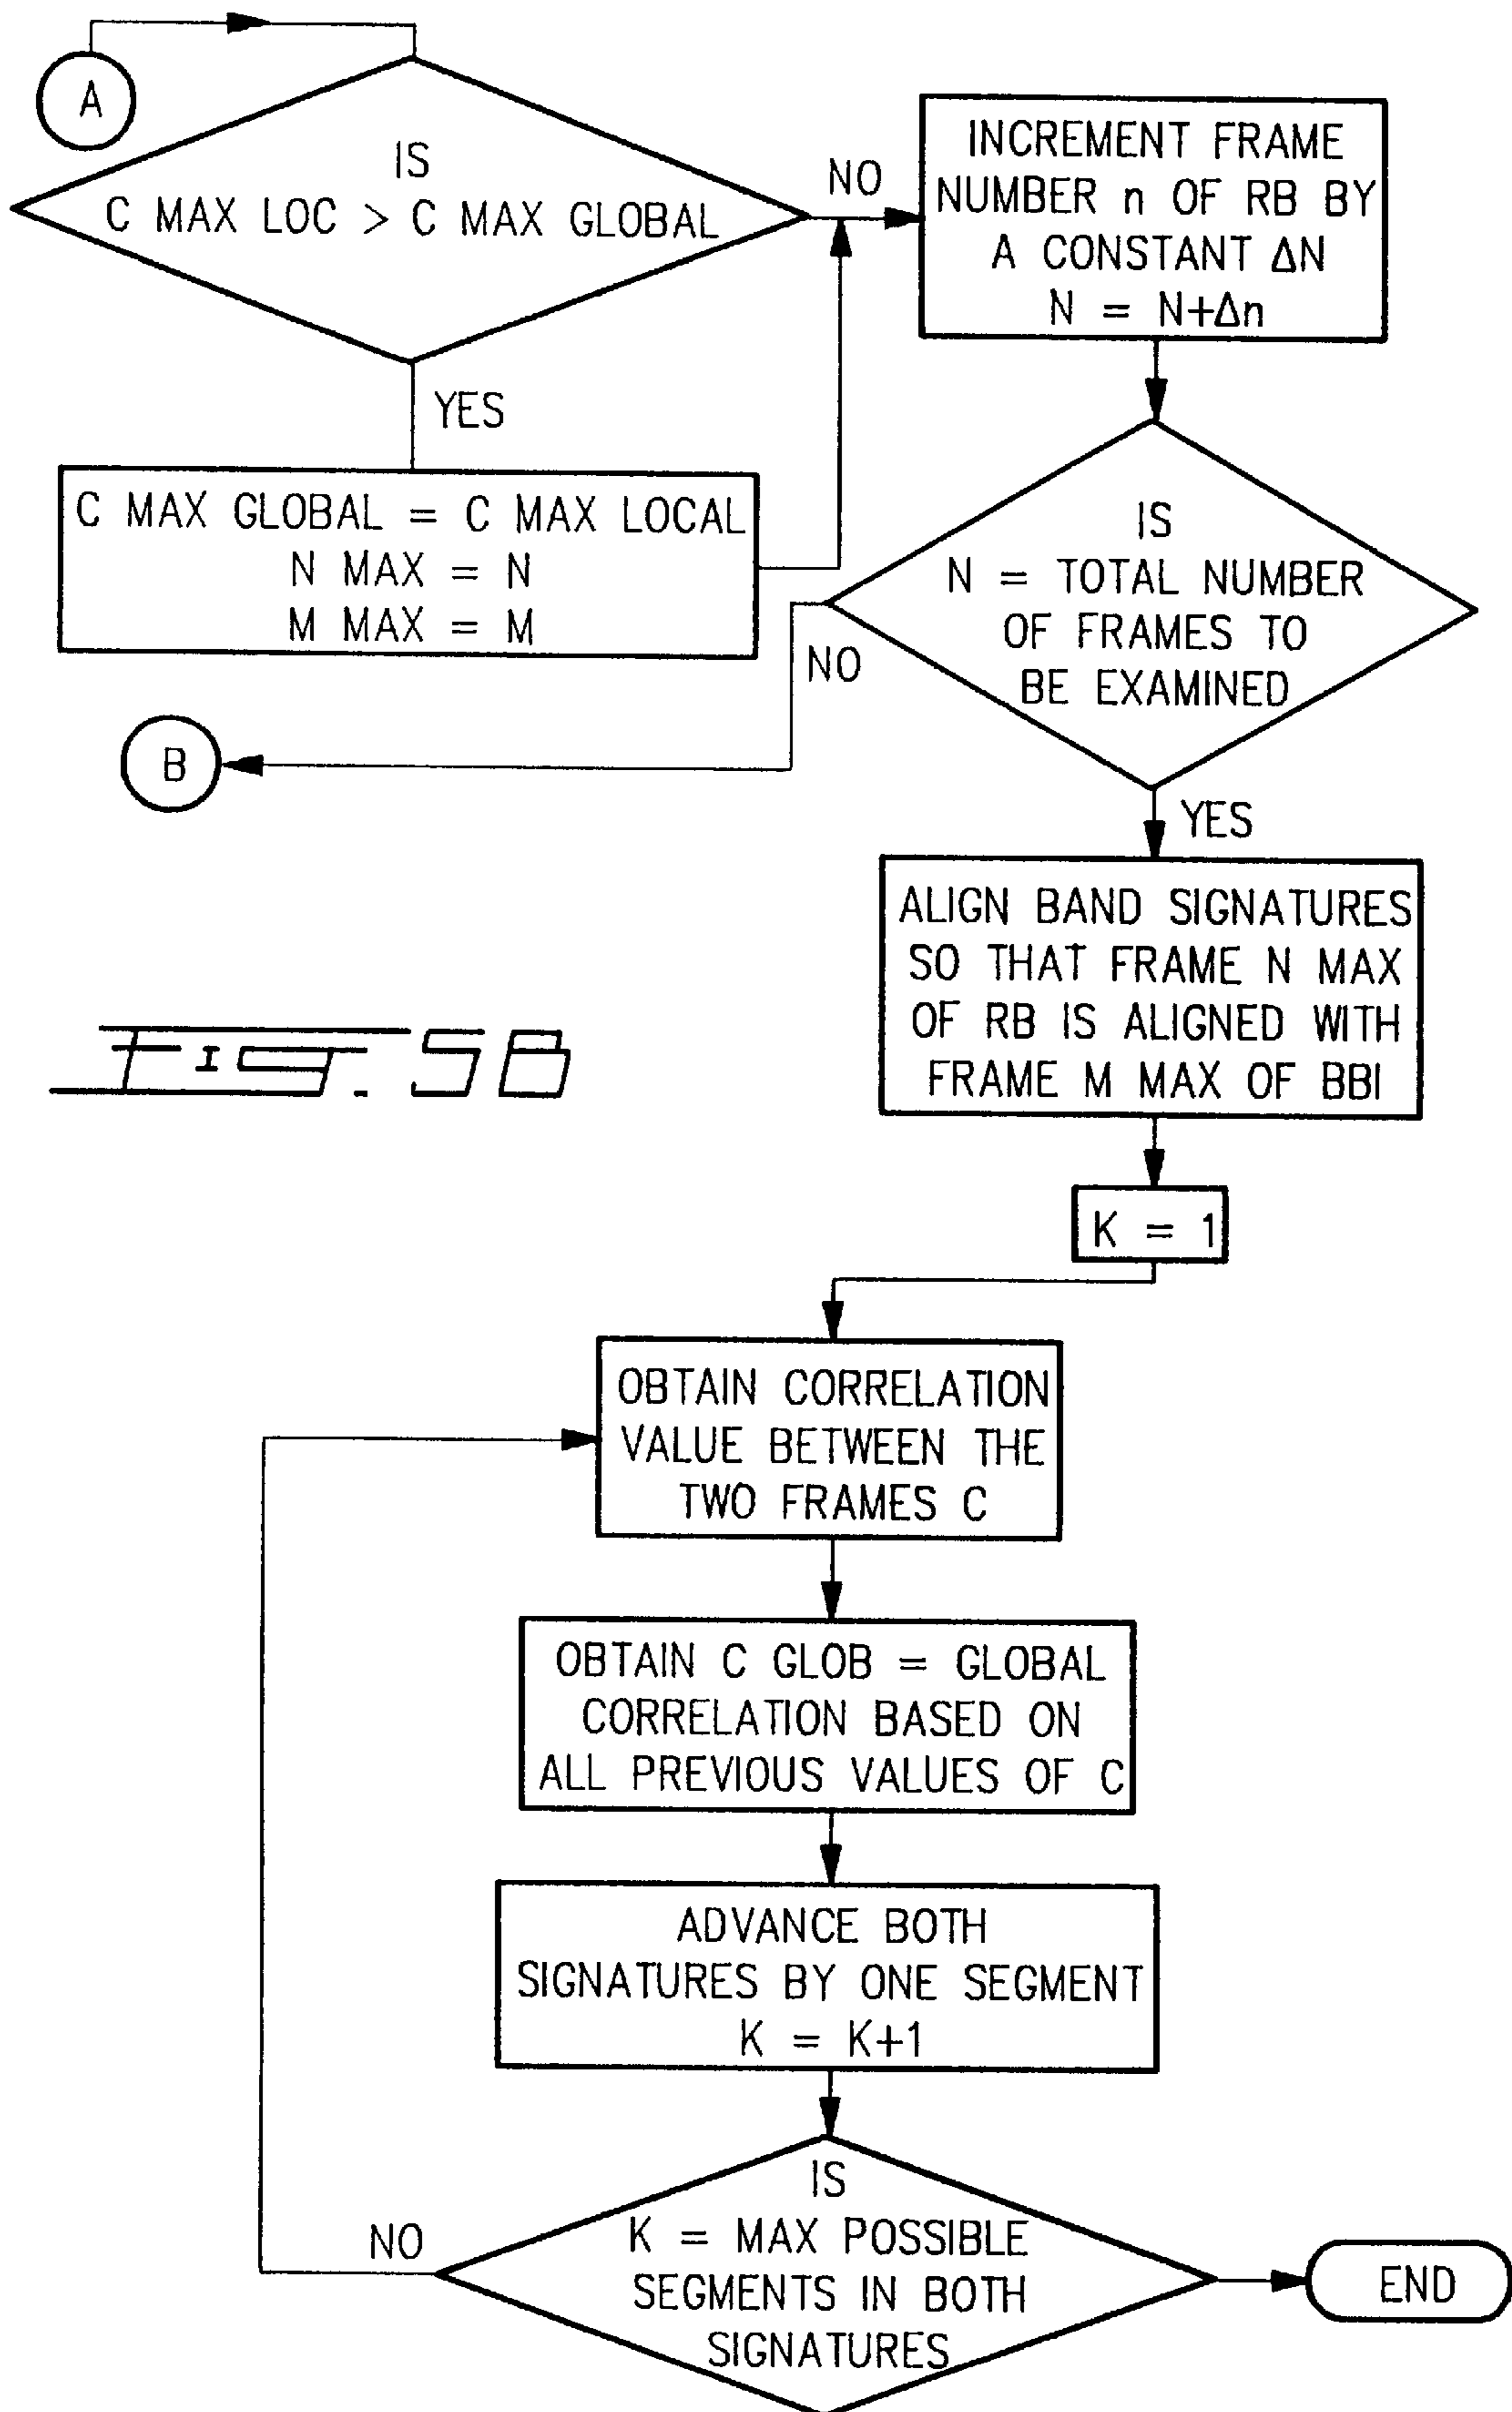 A
IS
C MAX LOC > C MAX GLOBAL
NO
YES
INCREMENT FRAME
NUMBER n OF RB BY
A CONSTANT ΔN
N = N+Δn
C MAX GLOBAL = C MAX LOCAL
N MAX = N
M MAX = M
IS
N = TOTAL NUMBER
OF FRAMES TO
BE EXAMINED
NO
B
YES
ALIGN BAND SIGNATURES
SO THAT FRAME N MAX
OF RB IS ALIGNED WITH
FRAME M MAX OF BBI
FIG. 5B
K = 1
OBTAIN CORRELATION
VALUE BETWEEN THE
TWO FRAMES C
OBTAIN C GLOB = GLOBAL
CORRELATION BASED ON
ALL PREVIOUS VALUES OF C
ADVANCE BOTH
SIGNATURES BY ONE SEGMENT
K = K+1
IS
K = MAX POSSIBLE
SEGMENTS IN BOTH
SIGNATURES
NO
END